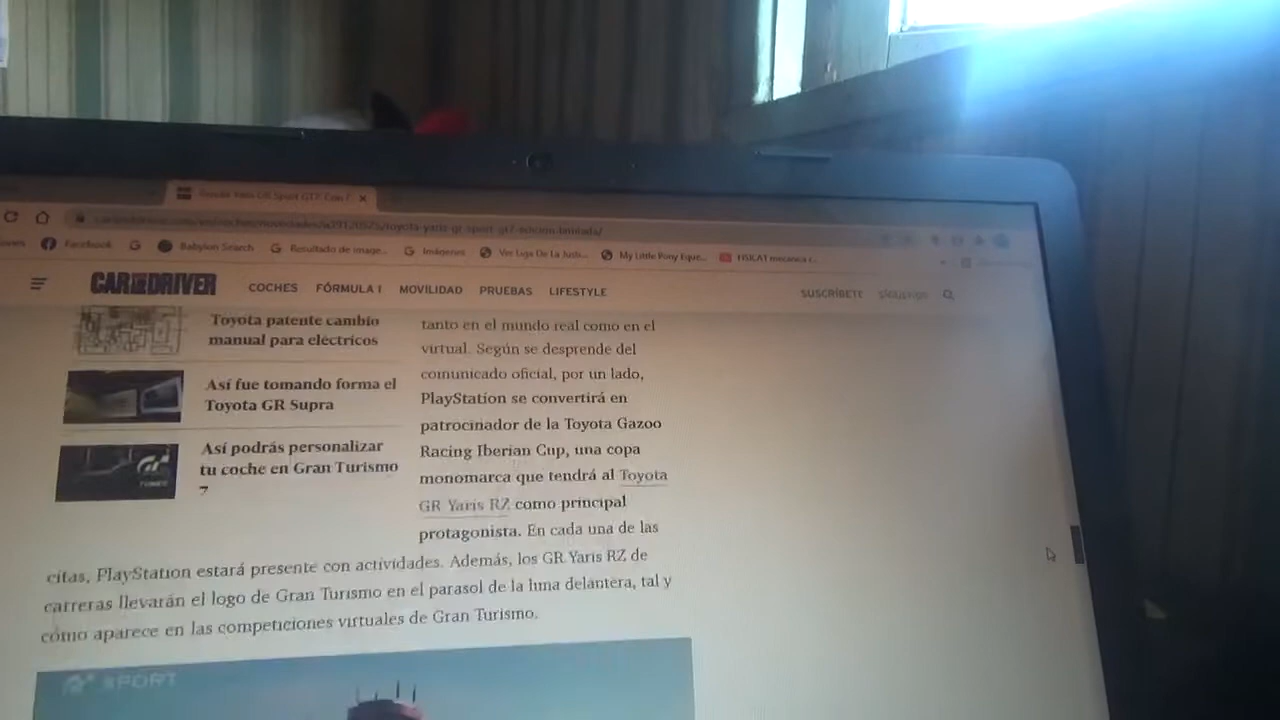 Facebook
Babylon Search
Resultado de image...
Imágenes
My Little Pony Eque...
CAR DRIVER
COCHES
FÓRMULA 1
MOVILIDAD
PRUEBAS
LIFESTYLE
SUSCRÍBETE
Toyota patente cambio
manual para eléctricos
Así fue tomando forma el
Toyota GR Supra
Así podrás personalizar
tu coche en Gran Turismo
7
tanto en el mundo real como en el
virtual. Según se desprende del
comunicado oficial, por un lado,
PlayStation se convertirá en
patrocinador de la Toyota Gazoo
Racing Iberian Cup, una copa
monomarca que tendrá al Toyota
GR Yaris RZ como principal
protagonista. En cada una de las
citas, PlayStation estará presente con actividades. Además, los GR Yaris RZ de
carreras llevarán el logo de Gran Turismo en el parasol de la luna delantera, tal y
cómo aparece en las competiciones virtuales de Gran Turismo.
SPORT